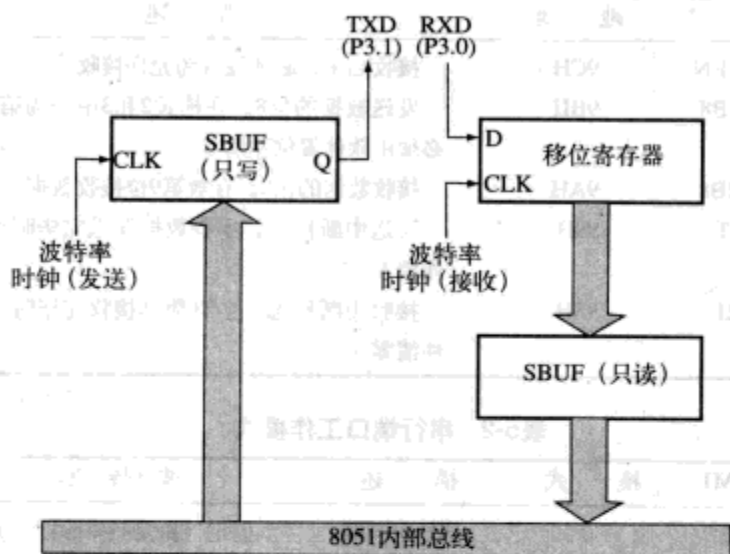 TXD RXD
(P3.1) (P3.0)
SBUF
(只写)
CLK
Q
D
移位寄存器
CLK
波特率
时钟(发送)
波特率
时钟(接收)
SBUF(只读)
8051内部总线